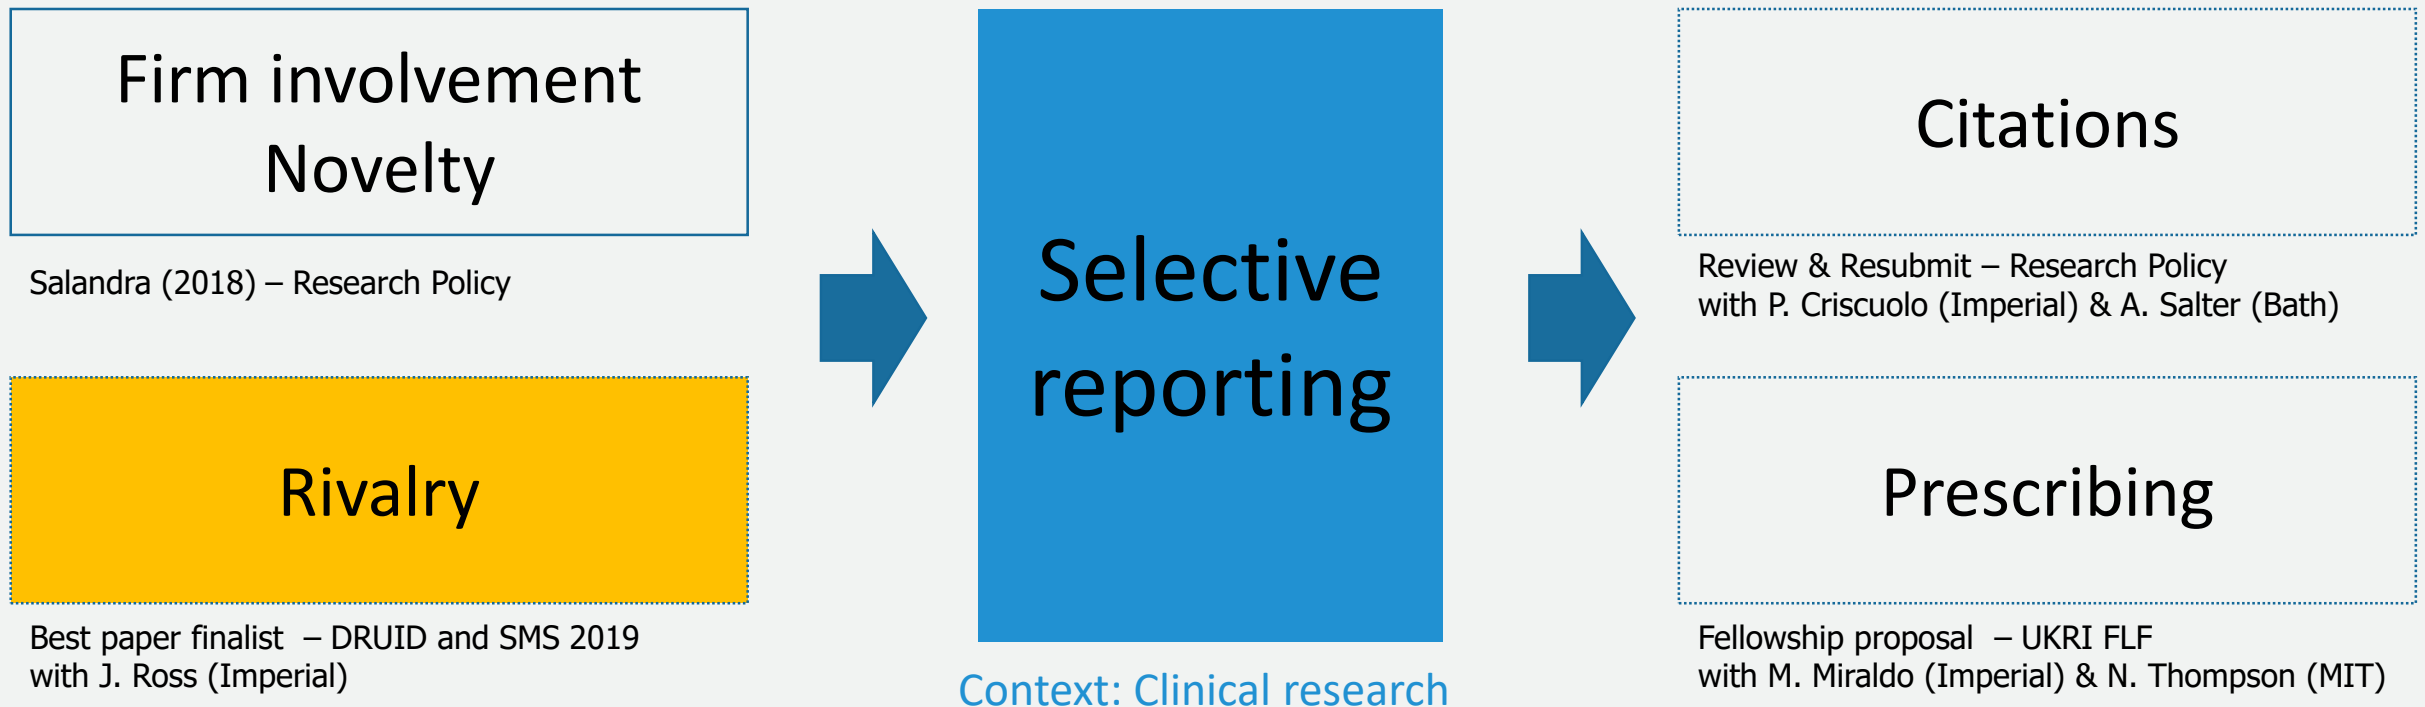 Firm involvement
Novelty
Salandra (2018) – Research Policy
Rivalry
Best paper finalist – DRUID and SMS 2019
with J. Ross (Imperial)
Selective
reporting
Context: Clinical research
Citations
Review & Resubmit – Research Policy
with P. Criscuolo (Imperial) & A. Salter (Bath)
Prescribing
Fellowship proposal – UKRI FLF
with M. Miraldo (Imperial) & N. Thompson (MIT)